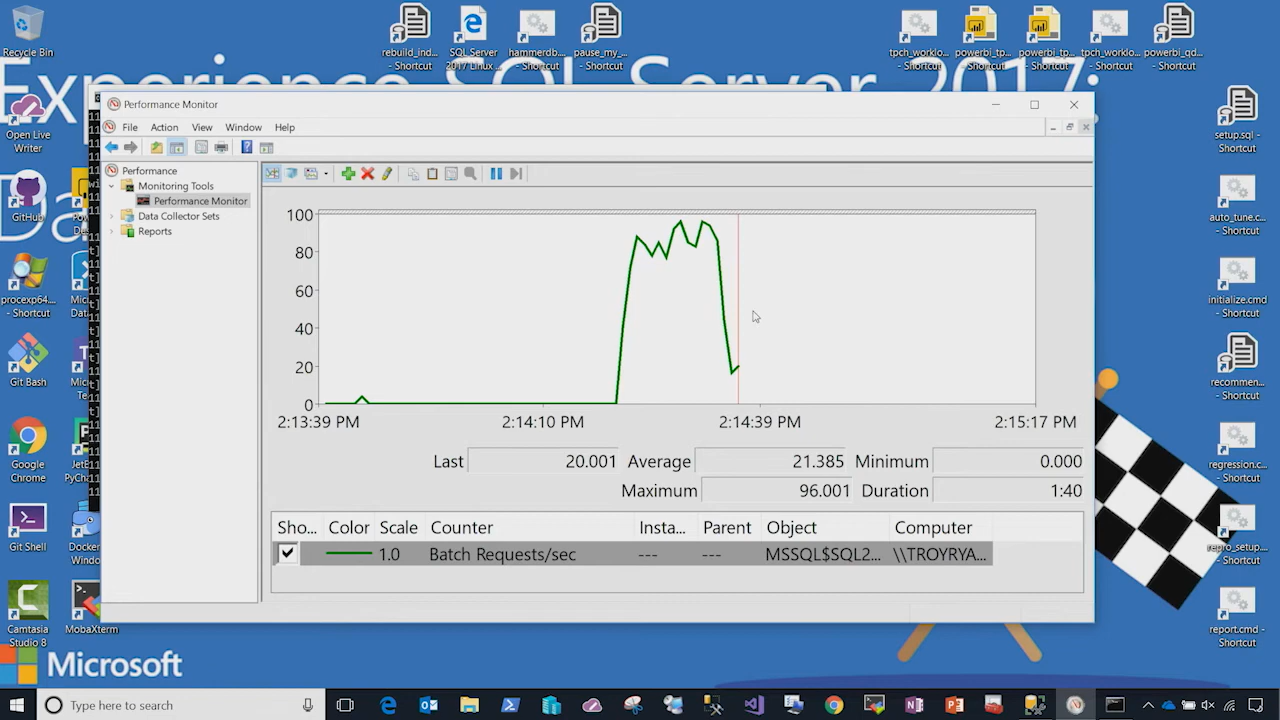 Recycle Bin
rebuild_ind...
- Shortcut
SQL Server
2017 Linux ...
hammerdb...
- Shortcut
pause_my_...
- Shortcut
tpch_worklo...
- Shortcut
powerbi_tp...
- Shortcut
powerbi_tp...
- Shortcut
tpch_worklo...
- Shortcut
powerbi_qd...
- Shortcut
Experience SQL Server 2017:
Performance Monitor
File Action View Window Help
Performance
Monitoring Tools
Performance Monitor
Data Collector Sets
Reports
100
80
60
40
20
0
2:13:39 PM 2:14:10 PM 2:14:39 PM 2:15:17 PM
Last 20.001 Average 21.385 Minimum 0.000
Maximum 96.001 Duration 1:40
Sho... Color Scale Counter Insta... Parent Object Computer
1.0 Batch Requests/sec --- --- MSSQL$SQL2... \\TROYRYA...
Open Live
Writer
GitHub
procexp64....
- Shortcut
Git Bash
Google
Chrome
Git Shell
Docker
Windo
Camtasia
Studio 8
MobaXterm
setup.sql -
Shortcut
auto_tune.c...
- Shortcut
initialize.cmd
- Shortcut
recommen...
- Shortcut
regression.c...
- Shortcut
repro_setup....
- Shortcut
report.cmd -
Shortcut
Microsoft
Type here to search